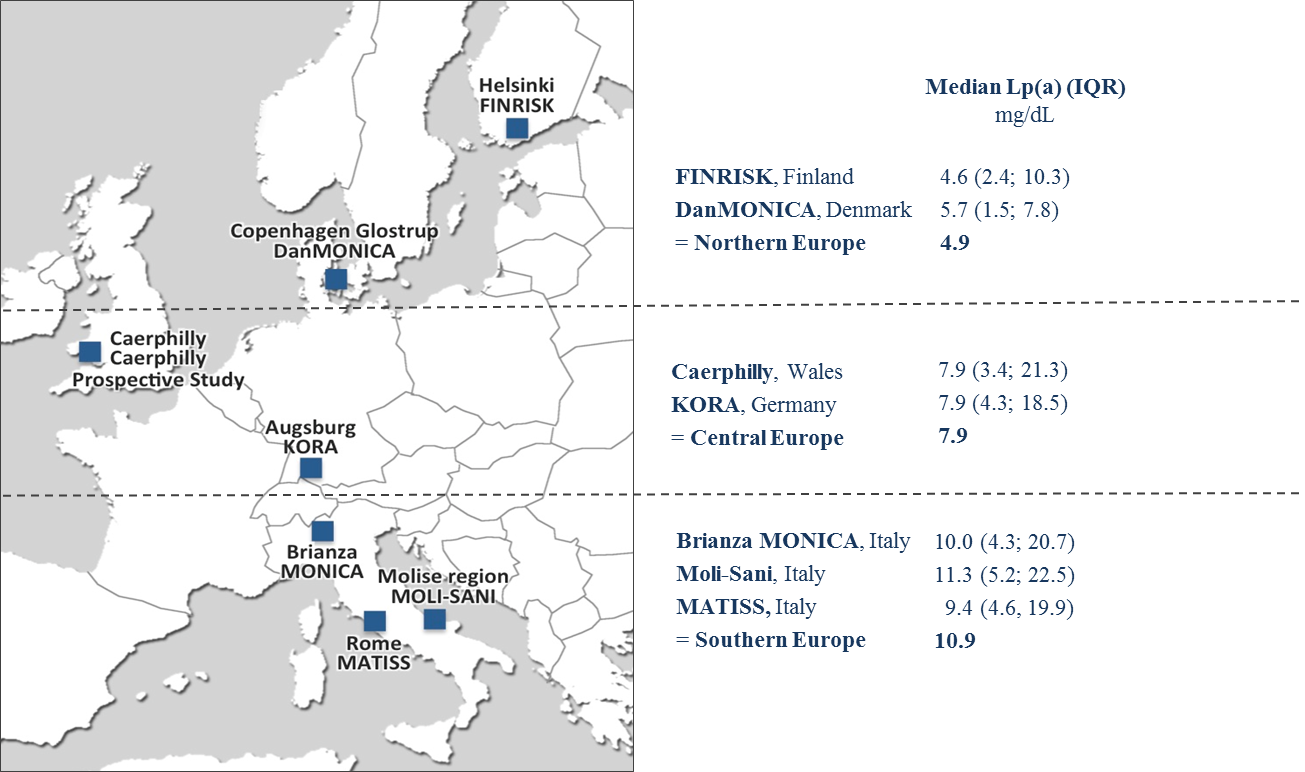 Helsinki
FINRISK
Copenhagen Glostrup
DanMONICA
Caerphilly
Caerphilly
Prospective Study
Augsburg
KORA
Brianza
MONICA
Molise region
MOLI-SANI
Rome
MATISS
Median Lp(a) (IQR)
mg/dL
FINRISK, Finland 4.6 (2.4; 10.3)
DanMONICA, Denmark 5.7 (1.5; 7.8)
= Northern Europe 4.9
Caerphilly, Wales 7.9 (3.4; 21.3)
KORA, Germany 7.9 (4.3; 18.5)
= Central Europe 7.9
Brianza MONICA, Italy 10.0 (4.3; 20.7)
Moli-Sani, Italy 11.3 (5.2; 22.5)
MATISS, Italy 9.4 (4.6, 19.9)
= Southern Europe 10.9